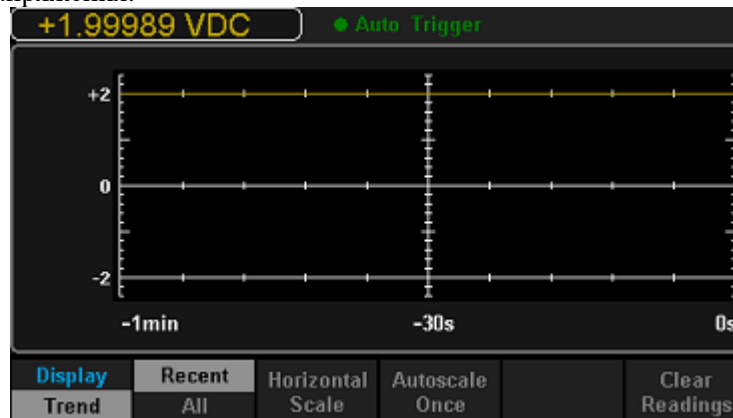 +1.99989 VDC
Auto Trigger
+2
0
-2
-1min
-30s
Display
Recent
Horizontal
Autoscale
Clear
Trend
All
Scale
Once
Readings